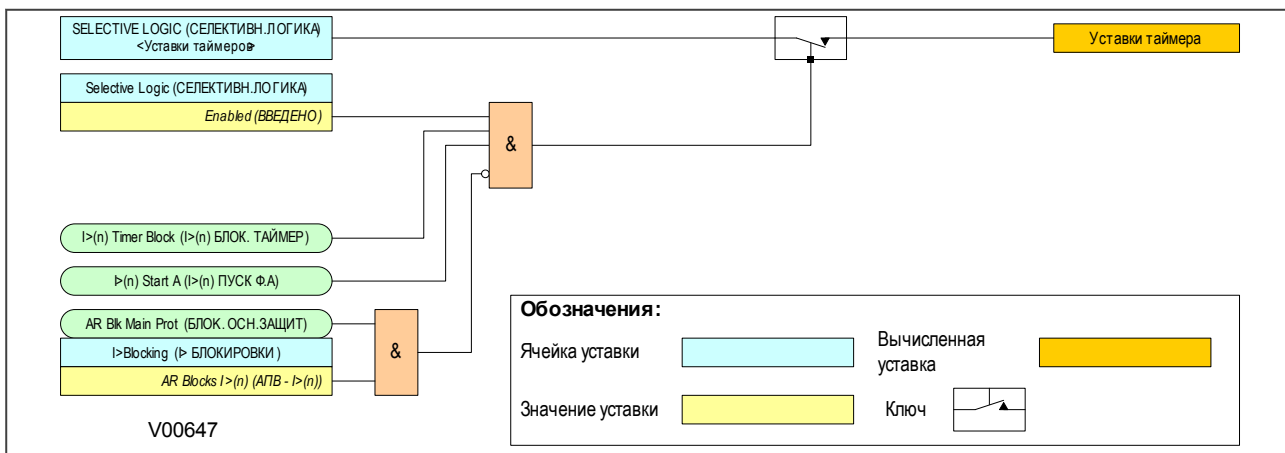 SELECTIVE LOGIC (СЕЛЕКТИВН.ЛОГИКА)
<Уставки таймеров>
Уставки таймера
Selective Logic (СЕЛЕКТИВН.ЛОГИКА)
Enabled (ВВЕДЕНО)
&
I>(n) Timer Block (I>(n) БЛОК. ТАЙМЕР)
I>(n) Start A (I>(n) ПУСК Ф.А)
AR Blk Main Prot (БЛОК. ОСН.ЗАЩИТ)
I>Blocking (I> БЛОКИРОВКИ)
&
AR Blocks I>(n) (АПВ - I>(n))
V00647
Обозначения:
Ячейка уставки
Вычисленная
уставка
Значение уставки
Ключ